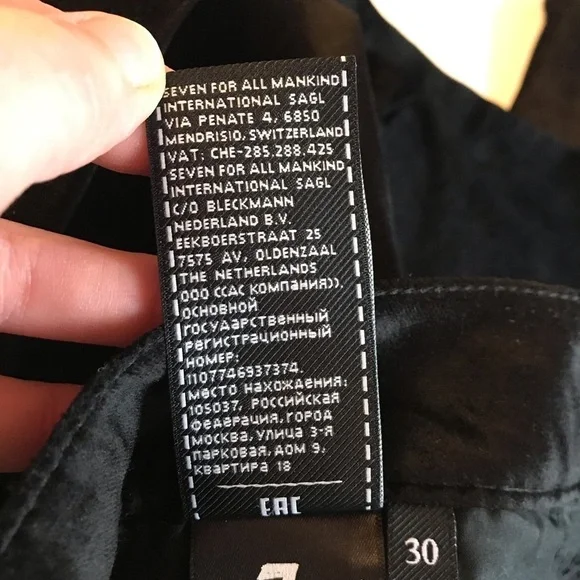 SEVEN FOR ALL MANKIND
INTERNATIONAL SAGL
VIA PENATE 4, 6850
MENDRISIO, SWITZERLAND
VAT: CHE-285.288.425
SEVEN FOR ALL MANKIND
INTERNATIONAL SAGL
C/O BLECKMANN
NEDERLAND B.V.
EEKBOERSTRAAT 25
7575 AV, OLDENZAAL
THE NETHERLANDS
ООО ССАС КОМПАНИЯ)),
ОСНОВНОЙ
ГОСУДАРСТВЕННЫЙ
РЕГИСТРАЦИОННЫЙ
НОМЕР:
1107746937374.
МЕСТО НАХОЖДЕНИЯ:
105037, РОССИЙСКАЯ
ФЕДЕРАЦИЯ, ГОРОД
МОСКВА, УЛИЦА 3-Я
ПАРКОВАЯ, ДОМ 9,
КВАРТИРА 18
EAC
30